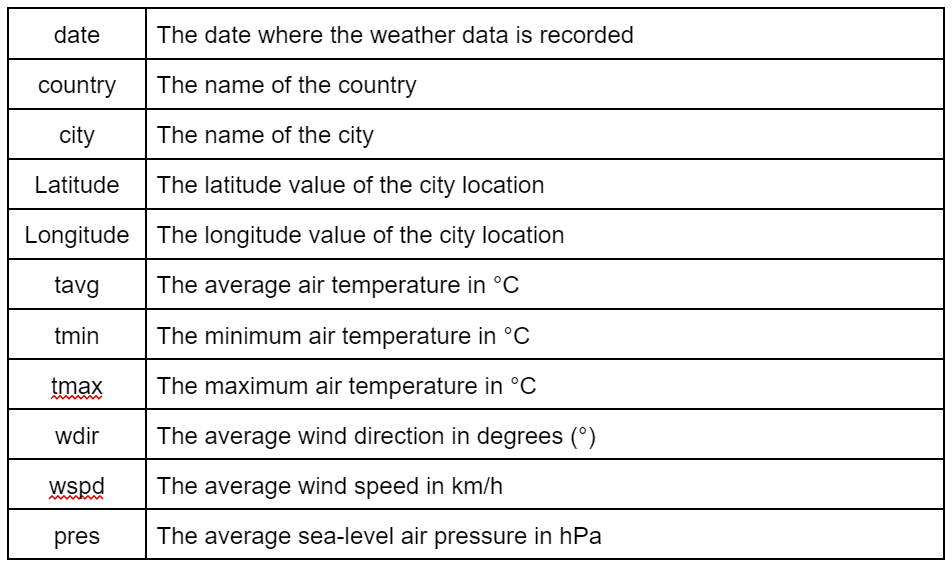 date The date where the weather data is recorded
country The name of the country
city The name of the city
Latitude The latitude value of the city location
Longitude The longitude value of the city location
tavg The average air temperature in °C
tmin The minimum air temperature in °C
tmax The maximum air temperature in °C
wdir The average wind direction in degrees (°)
wspd The average wind speed in km/h
pres The average sea-level air pressure in hPa